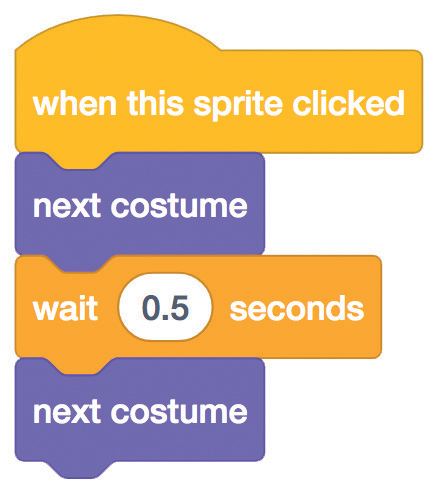 when this sprite clicked
next costume
wait 0.5 seconds
next costume